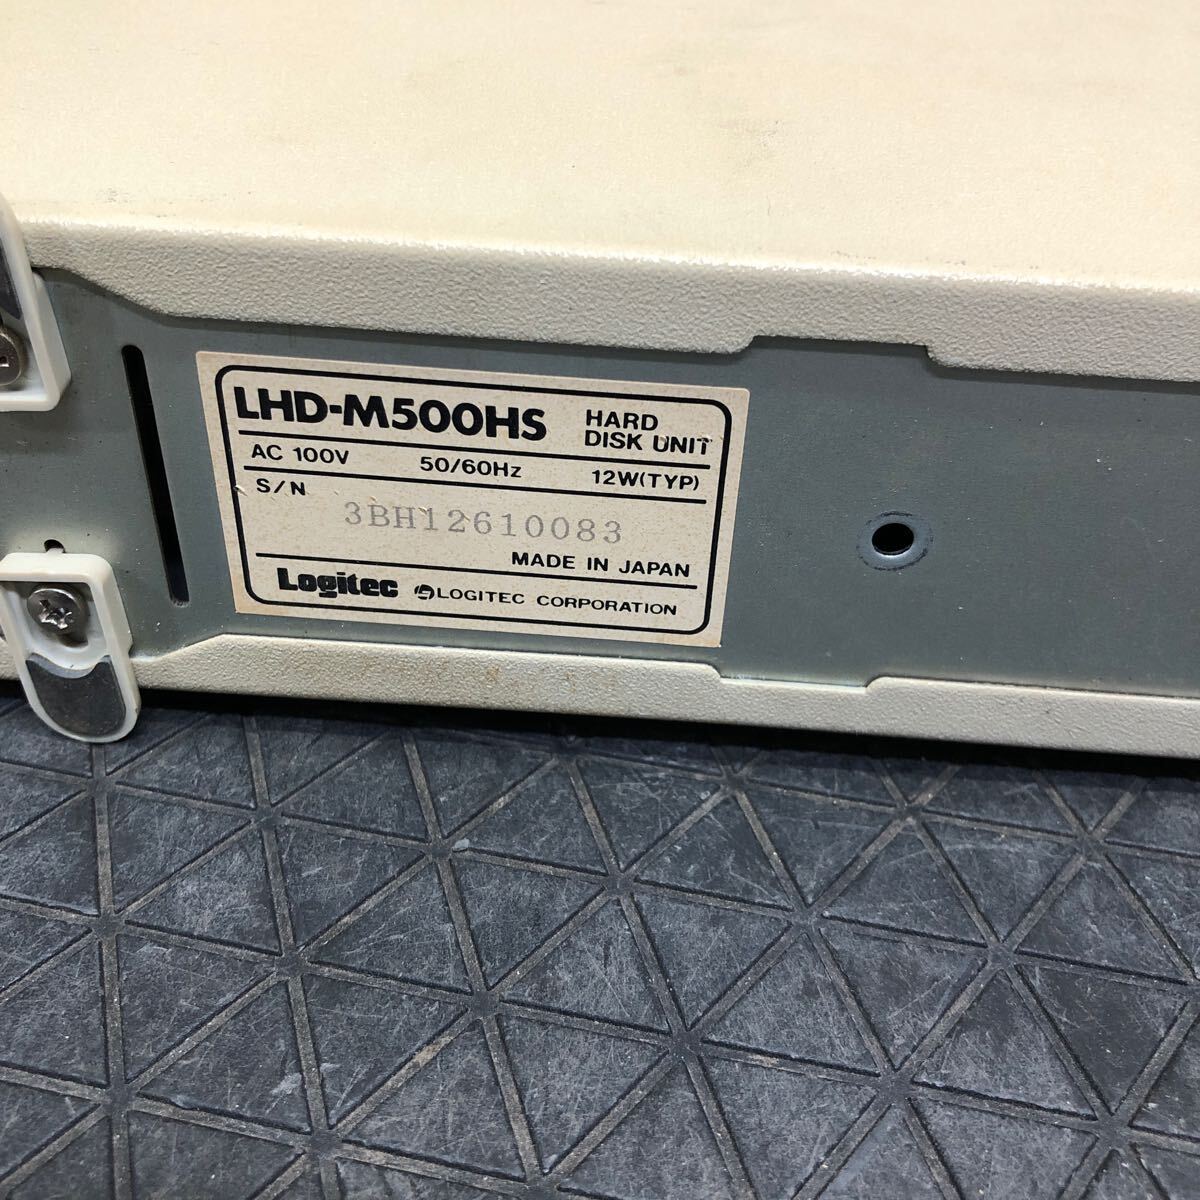 LHD-M500HS HARD DISK UNIT
AC 100V 50/60Hz 12W(TYP)
S/N
3BH12610083
MADE IN JAPAN
Logitec LOGITEC CORPORATION